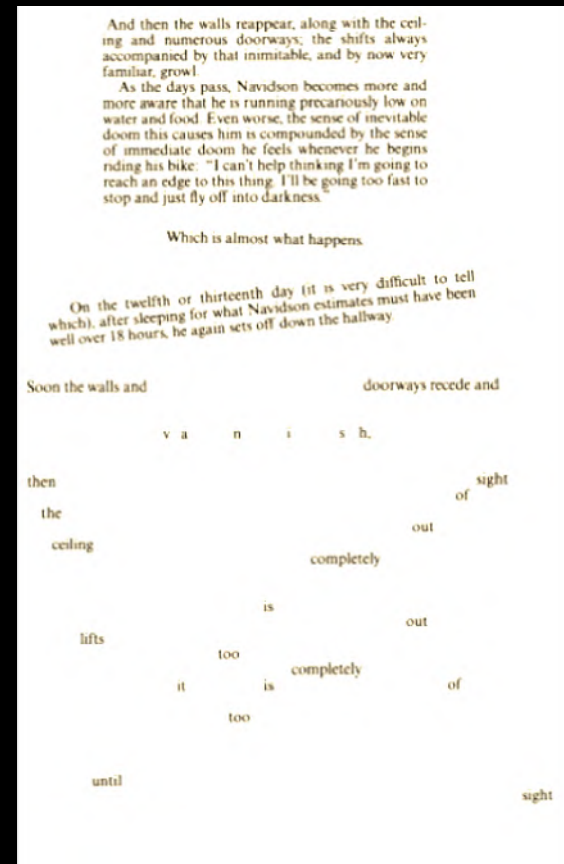 And then the walls reappear, along with the ceil-
ing and numerous doorways; the shifts always
accompanied by that inimitable, and by now very
familiar, growl.
As the days pass, Navidson becomes more and
more aware that he is running precariously low on
water and food. Even worse, the sense of inevitable
doom this causes him is compounded by the sense
of immediate doom he feels whenever he begins
riding his bike: "I can't help thinking I'm going to
reach an edge to this thing. I'll be going too fast to
stop and just fly off into darkness."
Which is almost what happens.
On the twelfth or thirteenth day (it is very difficult to tell
which), after sleeping for what Navidson estimates must have been
well over 18 hours, he again sets off down the hallway.
Soon the walls and doorways recede and
v a n i s h,
then sight
of
the
out
ceiling
completely
is
out
lifts
too
completely
it is of
too
until
sight